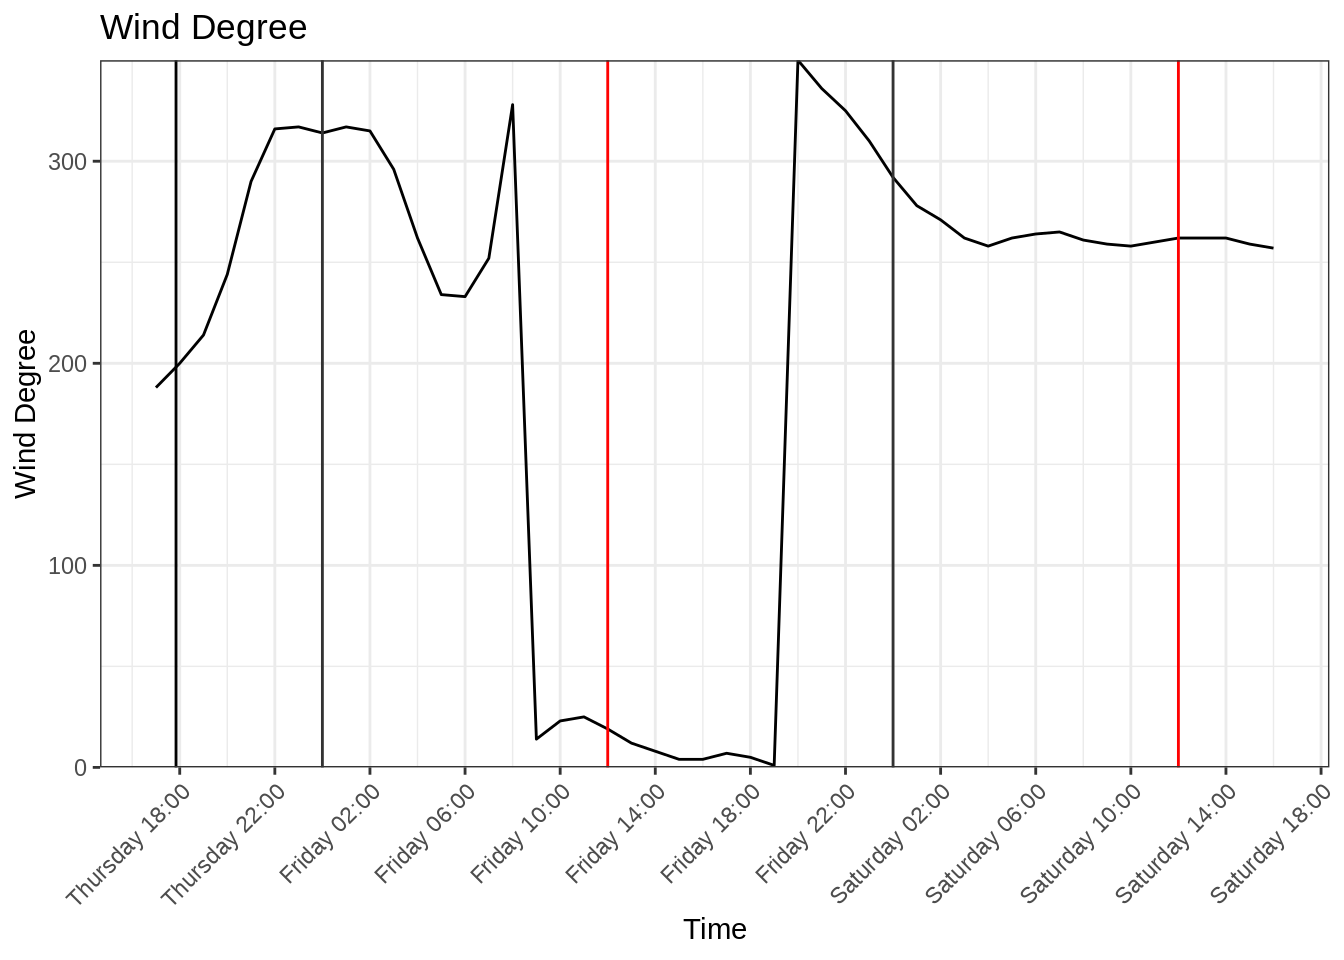 Wind Degree
Wind Degree
300
200
100
0
Thursday 18:00
Thursday 22:00
Friday 02:00
Friday 06:00
Friday 10:00
Friday 14:00
Friday 18:00
Friday 22:00
Saturday 02:00
Saturday 06:00
Saturday 10:00
Saturday 14:00
Saturday 18:00
Time